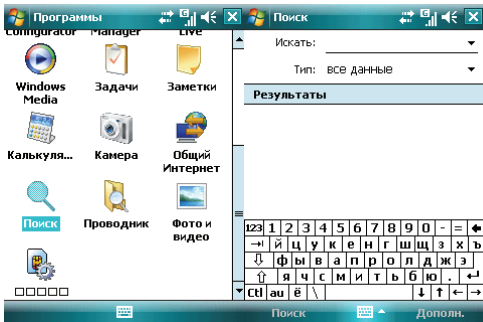 Программы
Configurator Manager Live
Windows Media
Задачи
Заметки
Калькуля...
Камера
Общий Интернет
Поиск
Проводник
Фото и видео
□□□□□
Поиск
Искать:
Тип: все данные
Результаты
123 1 2 3 4 5 6 7 8 9 0 - =
й ц у к е н г ш щ з х ъ
ф ы в а п р о л д ж э
я ч с м и т ь б ю .
Ctl au ё \
Поиск Дополн.